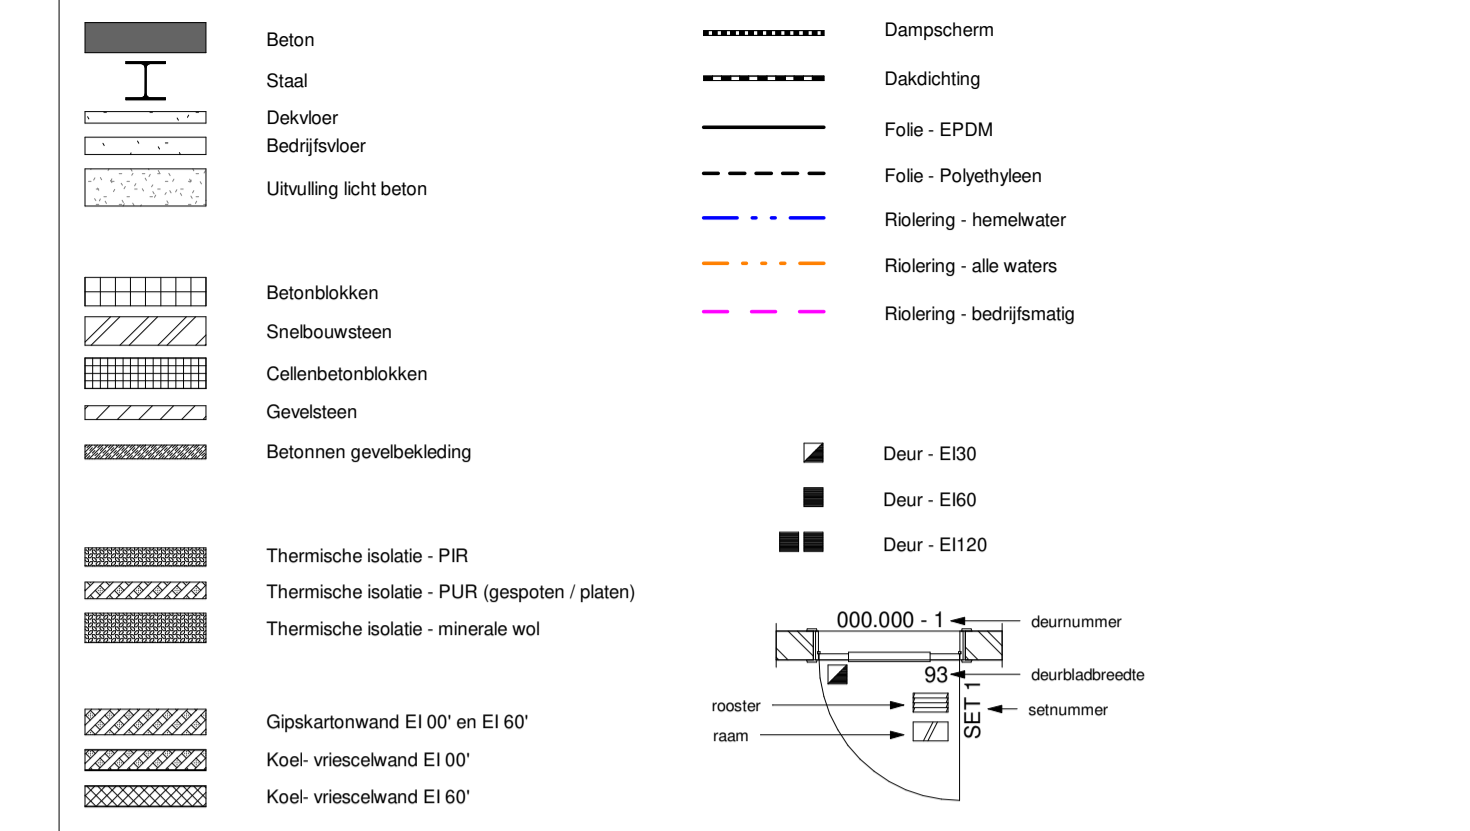 Beton
Staal
Dekvloer
Bedrijfsvloer
Uitvulling licht beton
Betonblokken
Snelbouwsteen
Cellenbetonblokken
Gevelsteen
Betonnen gevelbekleding
Thermische isolatie - PIR
Thermische isolatie - PUR (gespoten / platen)
Thermische isolatie - minerale wol
Gipskartonwand EI 00' en EI 60'
Koel- vriescelwand EI 00'
Koel- vriescelwand EI 60'
Dampscherm
Dakdichting
Folie - EPDM
Folie - Polyethyleen
Riolering - hemelwater
Riolering - alle waters
Riolering - bedrijfsmatig
Deur - EI30
Deur - EI60
Deur - EI120
000.000 - 1
deurnummer
93
deurbladbreedte
rooster
SET 1
setnummer
raam